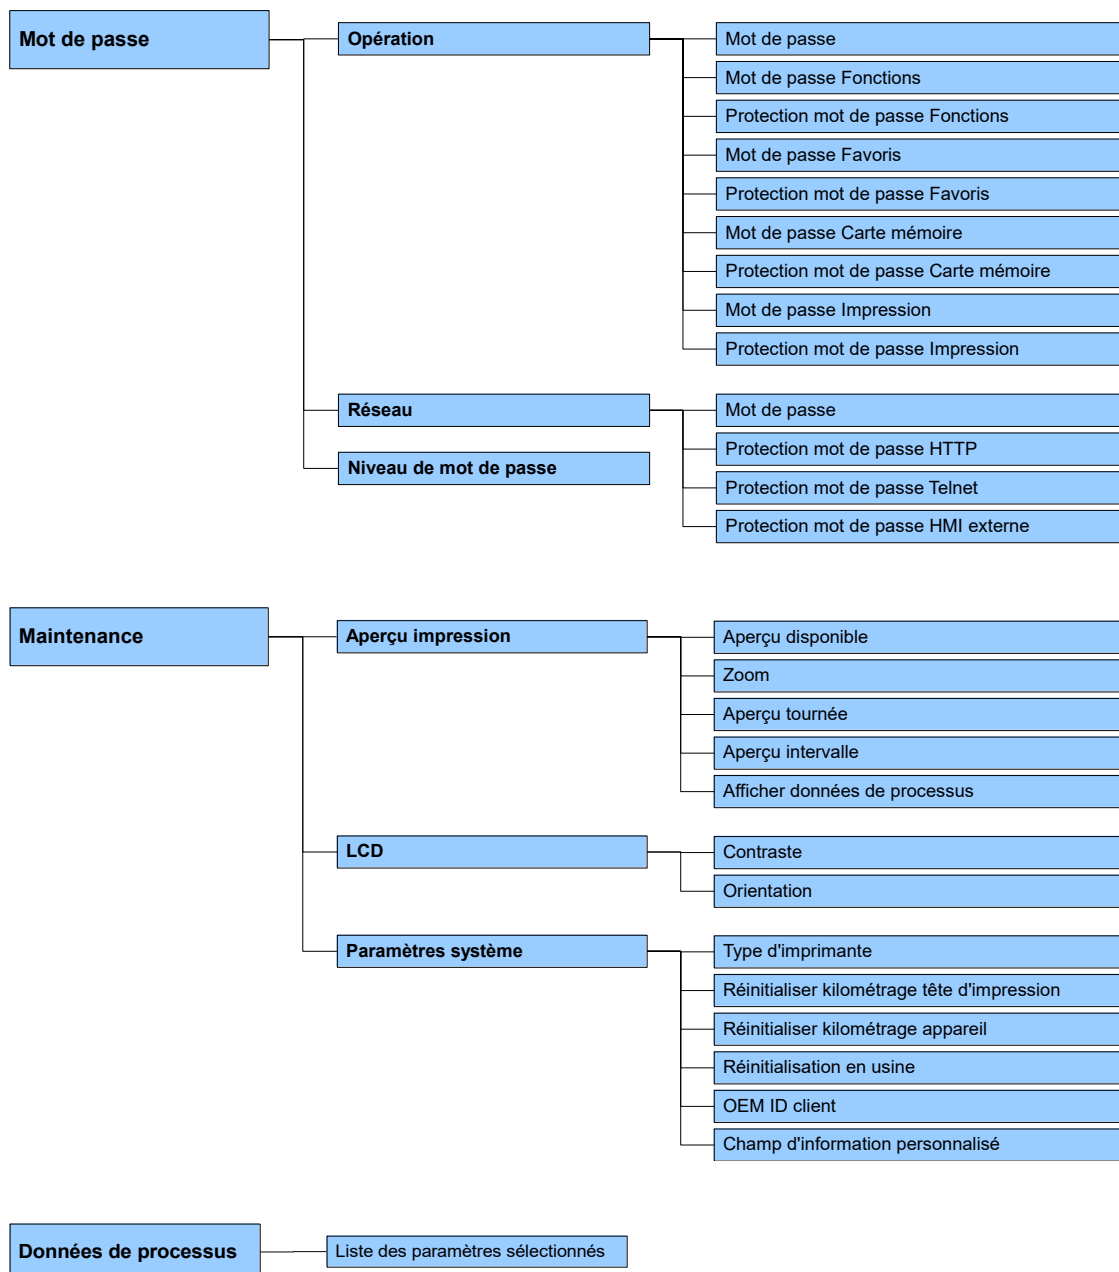 Mot de passe
Opération
Mot de passe
Mot de passe Fonctions
Protection mot de passe Fonctions
Mot de passe Favoris
Protection mot de passe Favoris
Mot de passe Carte mémoire
Protection mot de passe Carte mémoire
Mot de passe Impression
Protection mot de passe Impression
Réseau
Mot de passe
Protection mot de passe HTTP
Protection mot de passe Telnet
Protection mot de passe HMI externe
Niveau de mot de passe
Maintenance
Aperçu impression
Aperçu disponible
Zoom
Aperçu tournée
Aperçu intervalle
Afficher données de processus
LCD
Contraste
Orientation
Paramètres système
Type d'imprimante
Réinitialiser kilométrage tête d'impression
Réinitialiser kilométrage appareil
Réinitialisation en usine
OEM ID client
Champ d'information personnalisé
Données de processus
Liste des paramètres sélectionnés